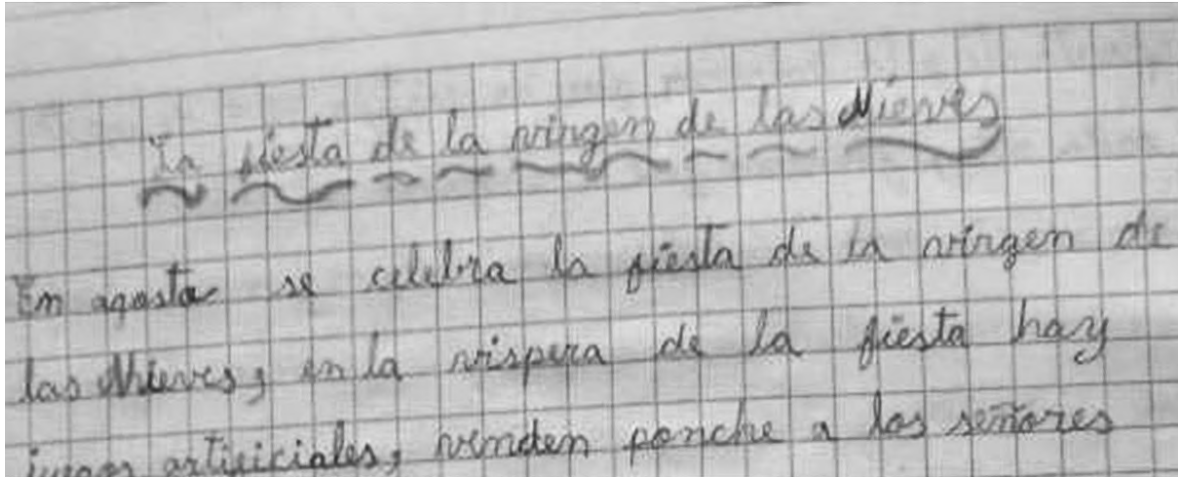 La fiesta de la virgen de las Nieves
En agosto se celebra la fiesta de la virgen de
las Nieves, en la vispera de la fiesta hay
artificiales, venden ponche a los señores